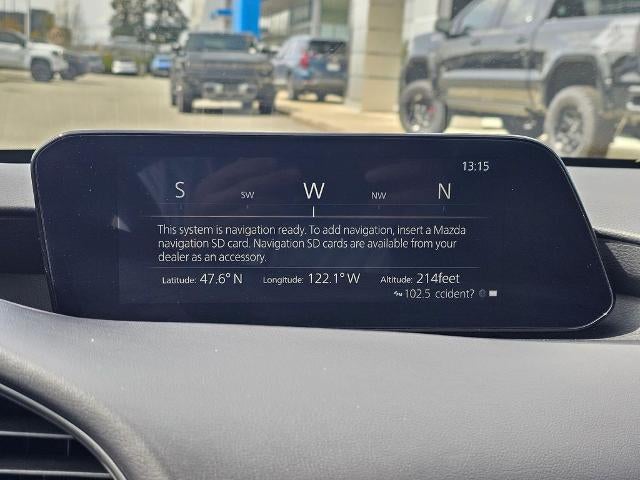 13:15
S SW W NW N
This system is navigation ready. To add navigation, insert a Mazda
navigation SD card. Navigation SD cards are available from your
dealer as an accessory.
Latitude: 47.6° N Longitude: 122.1° W Altitude: 214feet
102.5 ccident?